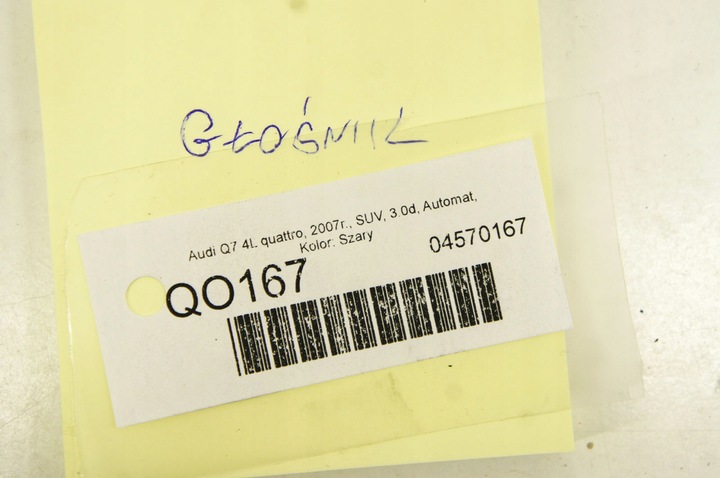 GŁOŚNIK
Audi Q7 4L quattro, 2007r., SUV, 3.0d, Automat,
Kolor: Szary
04570167
QO167